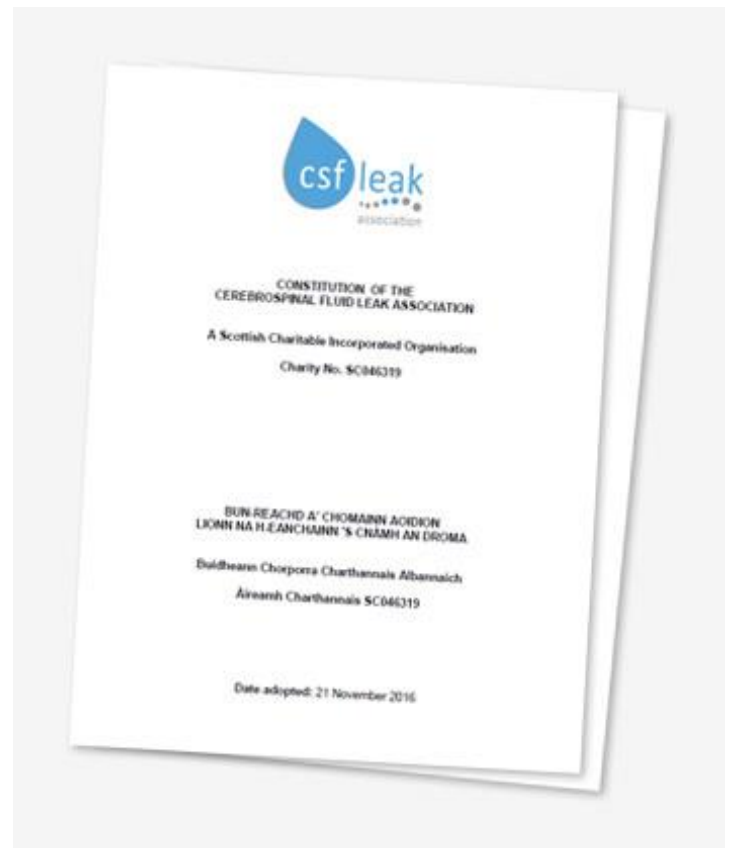 csf leak
association
CONSTITUTION OF THE
CEREBROSPINAL FLUID LEAK ASSOCIATION
A Scottish Charitable Incorporated Organisation
Charity No. SC046319
BUN-REACHD A' CHOMAINN AOIDION
LIONN NA H-EANCHAINN 'S CNÀMH AN DROMA
Buidheann Chorporra Charthannais Albannaich
Àireamh Charthannais SC046319
Date adopted: 21 November 2016